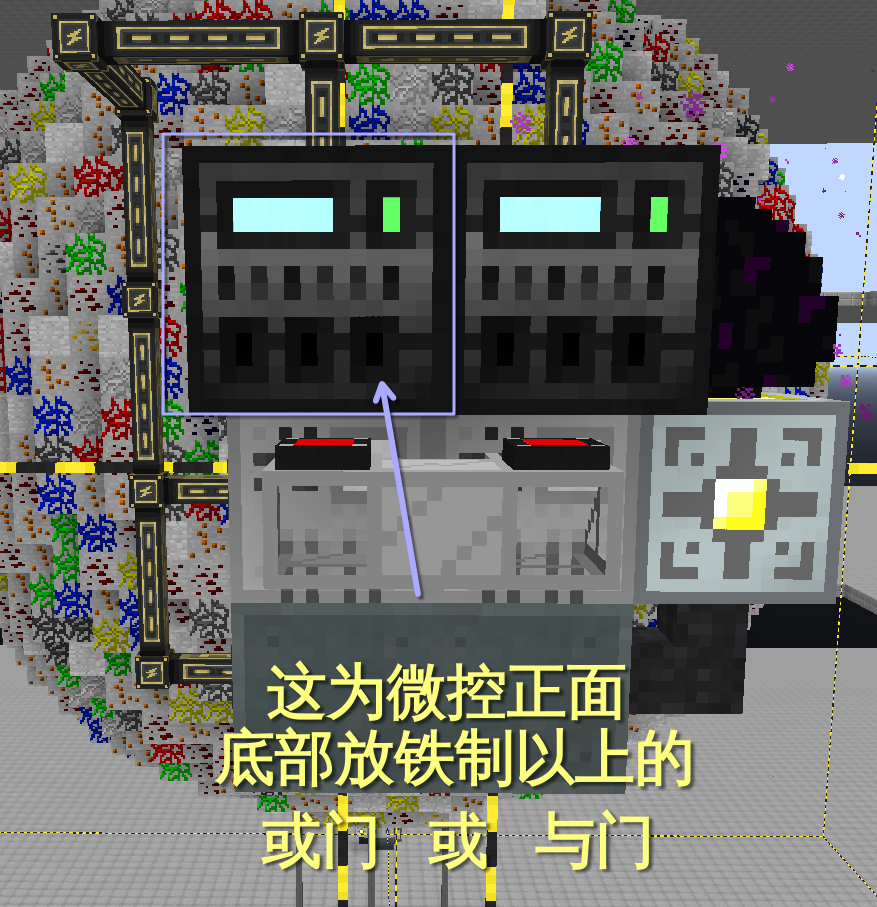 这为微控正面
底部放铁制以上的
或门 或 与门